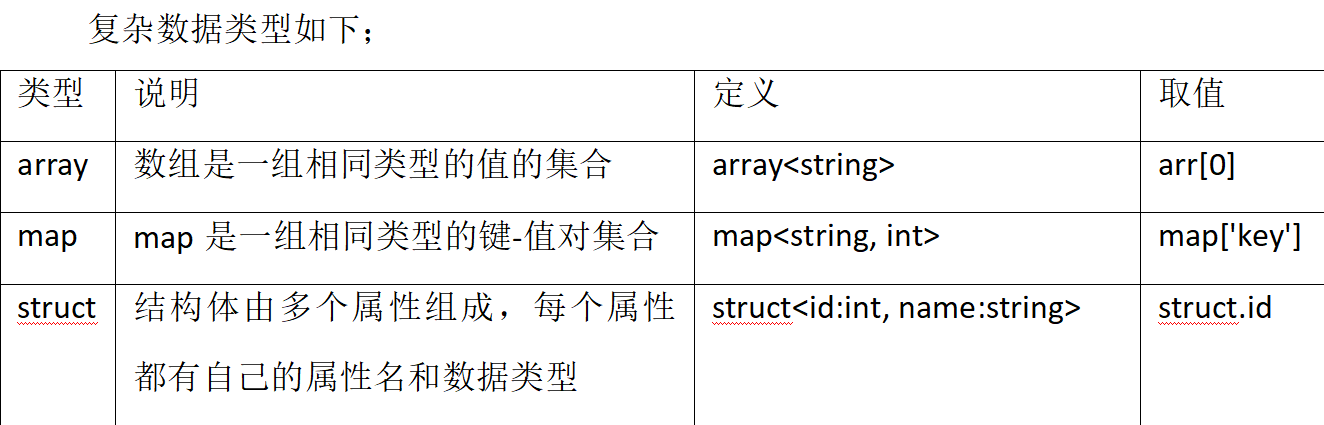 复杂数据类型如下；
类型 说明 定义 取值
array 数组是一组相同类型的值的集合 array<string> arr[0]
map map 是一组相同类型的键-值对集合 map<string, int> map['key']
struct 结构体由多个属性组成，每个属性 struct<id:int, name:string> struct.id
都有自己的属性名和数据类型